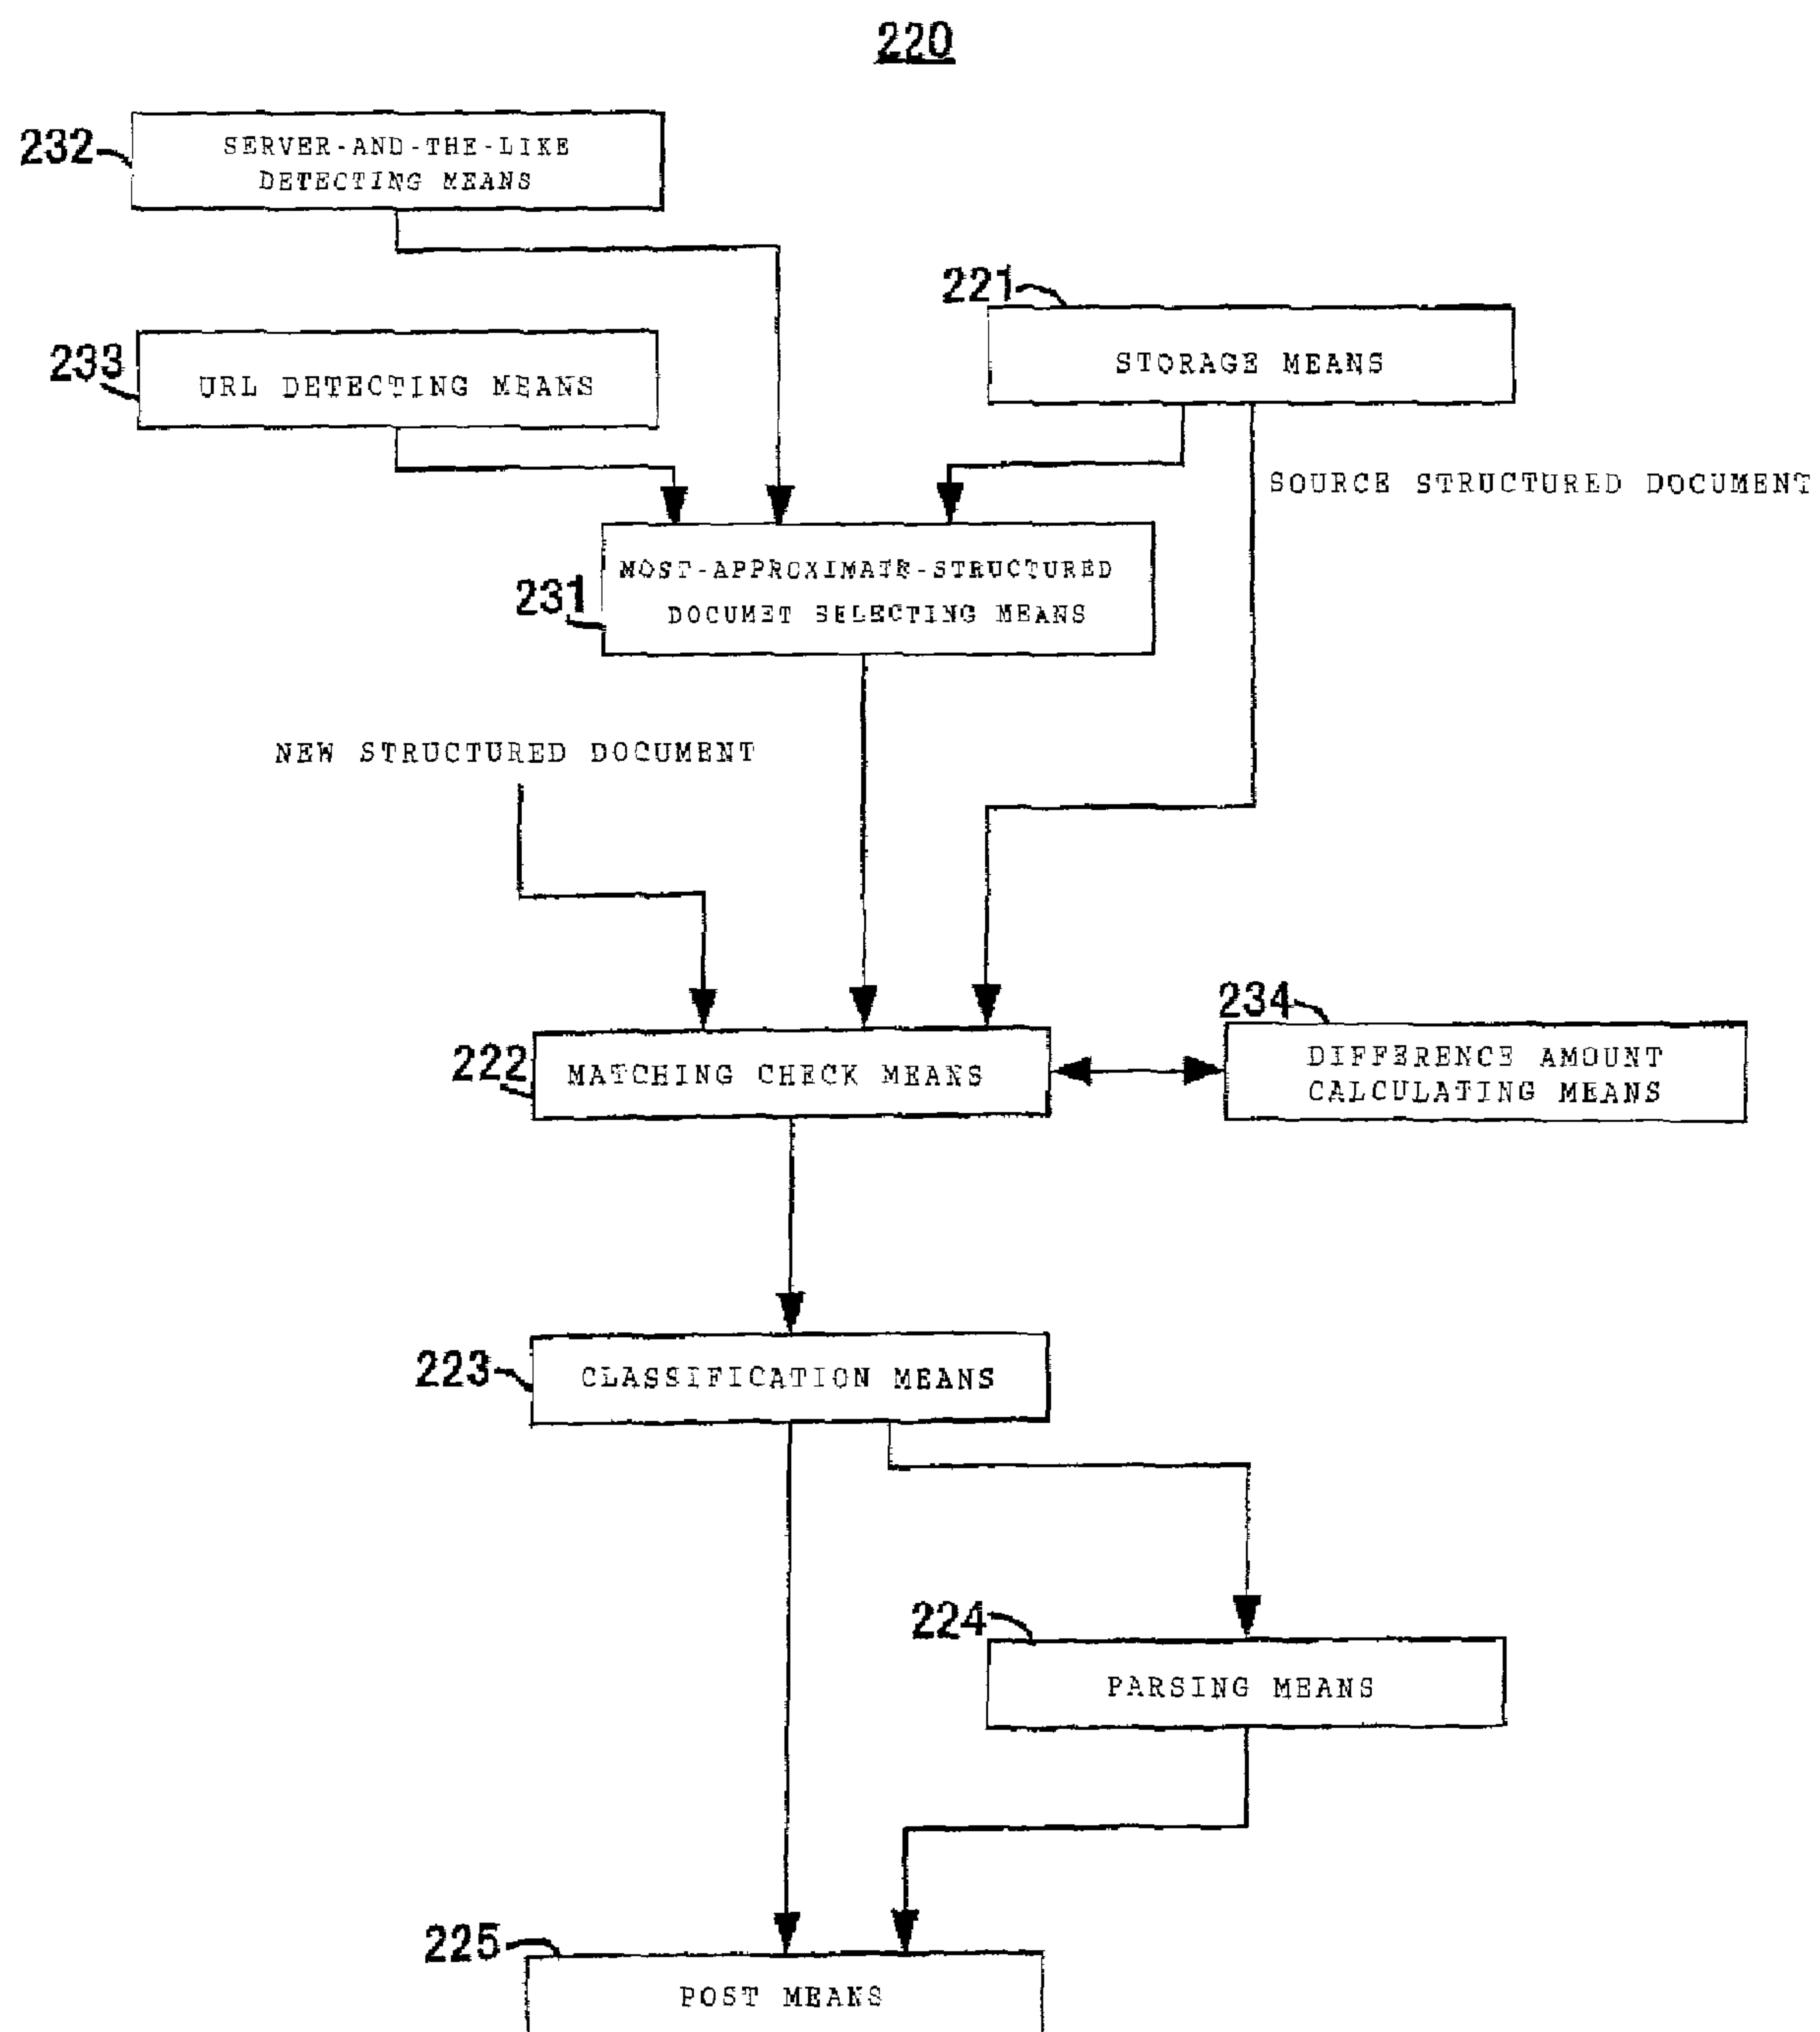 220
232
SERVER-AND-THE-LIKE
DETECTING MEANS
221
STORAGE MEANS
233
URL DETECTING MEANS
SOURCE STRUCTURED DOCUMENT
231
MOST-APPROXIMATE-STRUCTURED
DOCUMET SELECTING MEANS
NEW STRUCTURED DOCUMENT
234
DIFFERENCE AMOUNT
CALCULATING MEANS
222
MATCHING CHECK MEANS
223
CLASSIFICATION MEANS
224
PARSING MEANS
225
POST MEANS